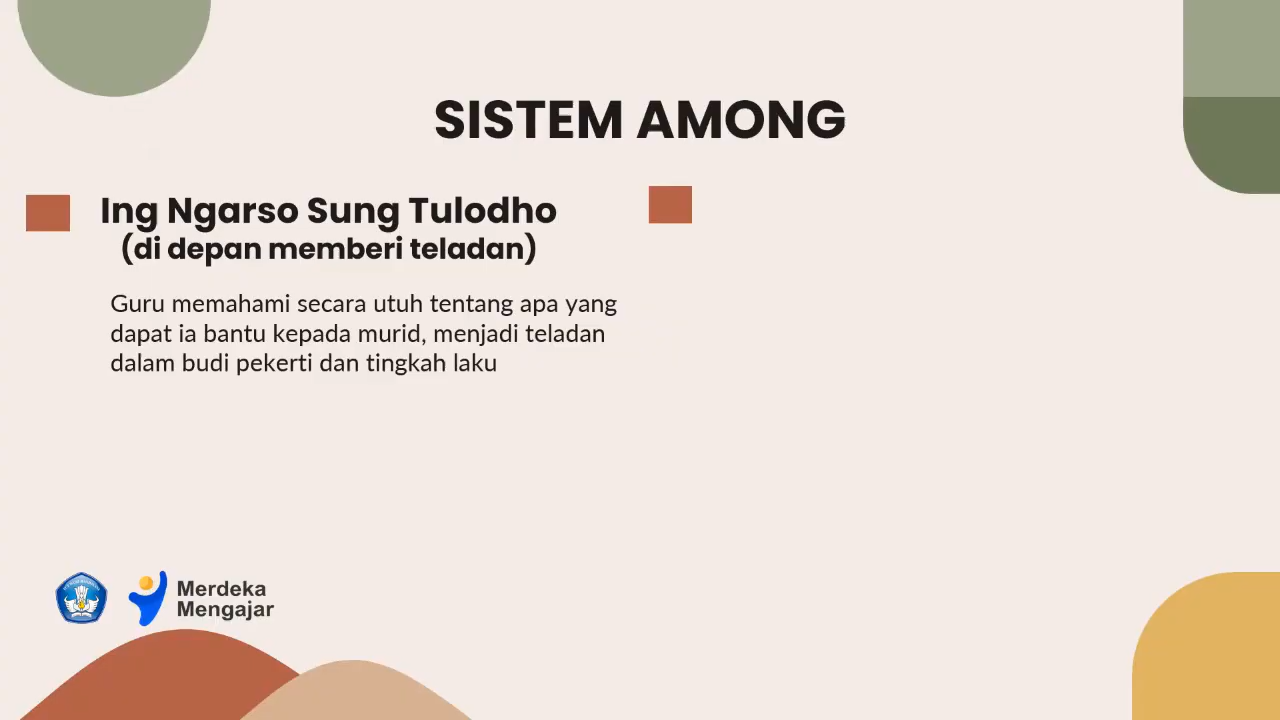 SISTEM AMONG
Ing Ngarso Sung Tulodho
(di depan memberi teladan)
Guru memahami secara utuh tentang apa yang
dapat ia bantu kepada murid, menjadi teladan
dalam budi pekerti dan tingkah laku
Merdeka
Mengajar